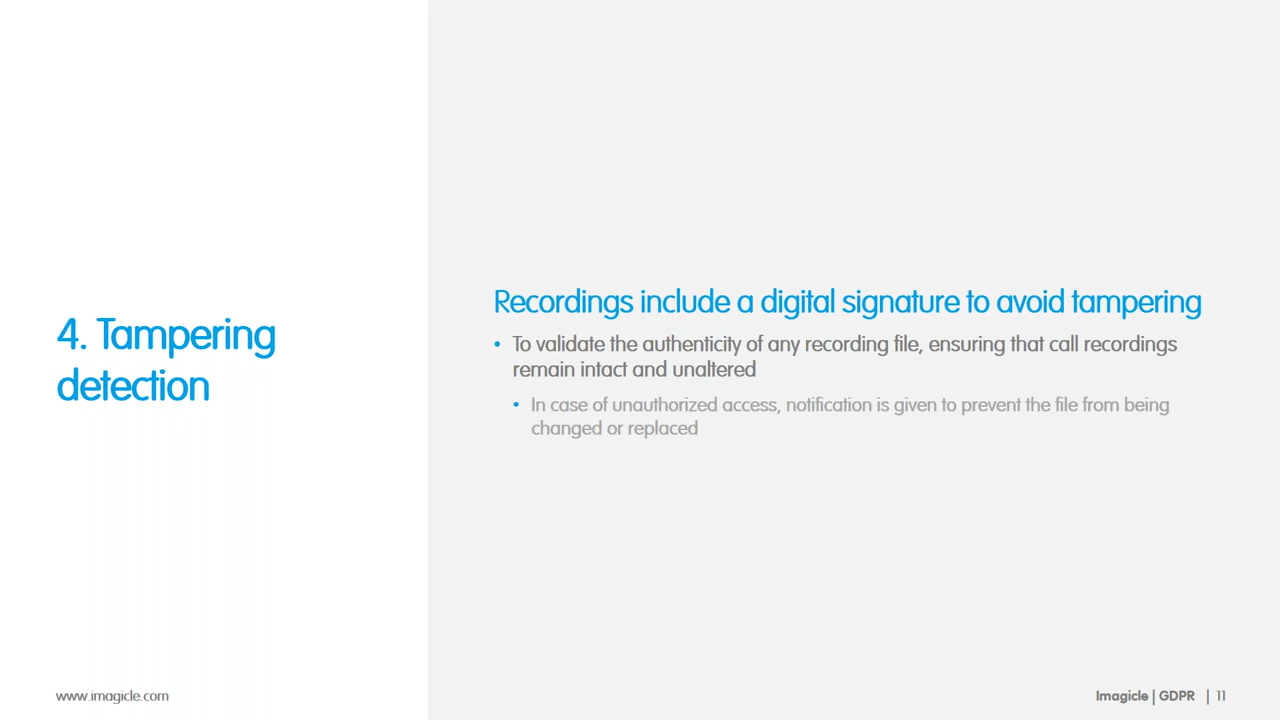 4. Tampering
detection
Recordings include a digital signature to avoid tampering
• To validate the authenticity of any recording file, ensuring that call recordings
remain intact and unaltered
• In case of unauthorized access, notification is given to prevent the file from being
changed or replaced
www.imagicle.com
Imagicle | GDPR | 11